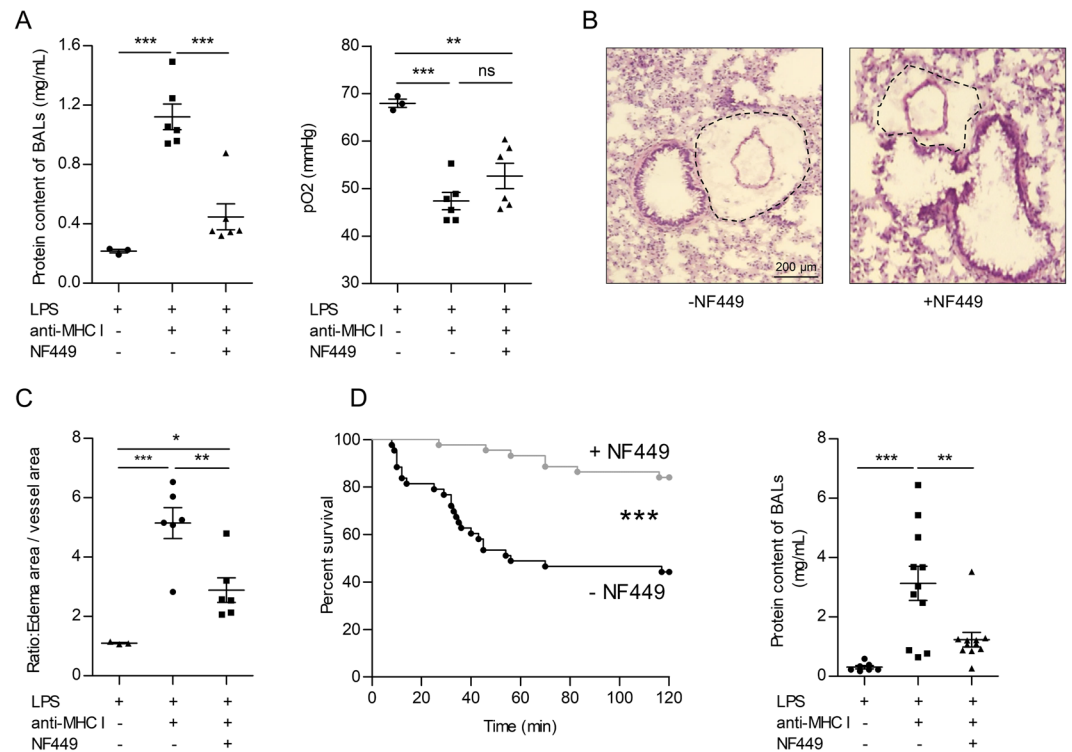 A
B
Protein content of BALs (mg/mL)
1.6
1.2
0.8
0.4
0.0
*** ***
LPS + + +
anti-MHC I - + +
NF449 - - +
pO2 (mmHg)
80
70
60
50
40
30
**
*** ns
+ + +
- + +
- - +
LPS
anti-MHC I
NF449
200 µm
-NF449
+NF449
C
D
Ratio:Edema area / vessel area
8
6
4
2
0
*
*** **
LPS + + +
anti-MHC I - + +
NF449 - - +
Percent survival
100
80
60
40
20
0
+ NF449
***
- NF449
0 20 40 60 80 100 120
Time (min)
Protein content of BALs
(mg/mL)
8
6
4
2
0
*** **
LPS + + +
anti-MHC I - + +
NF449 - - +